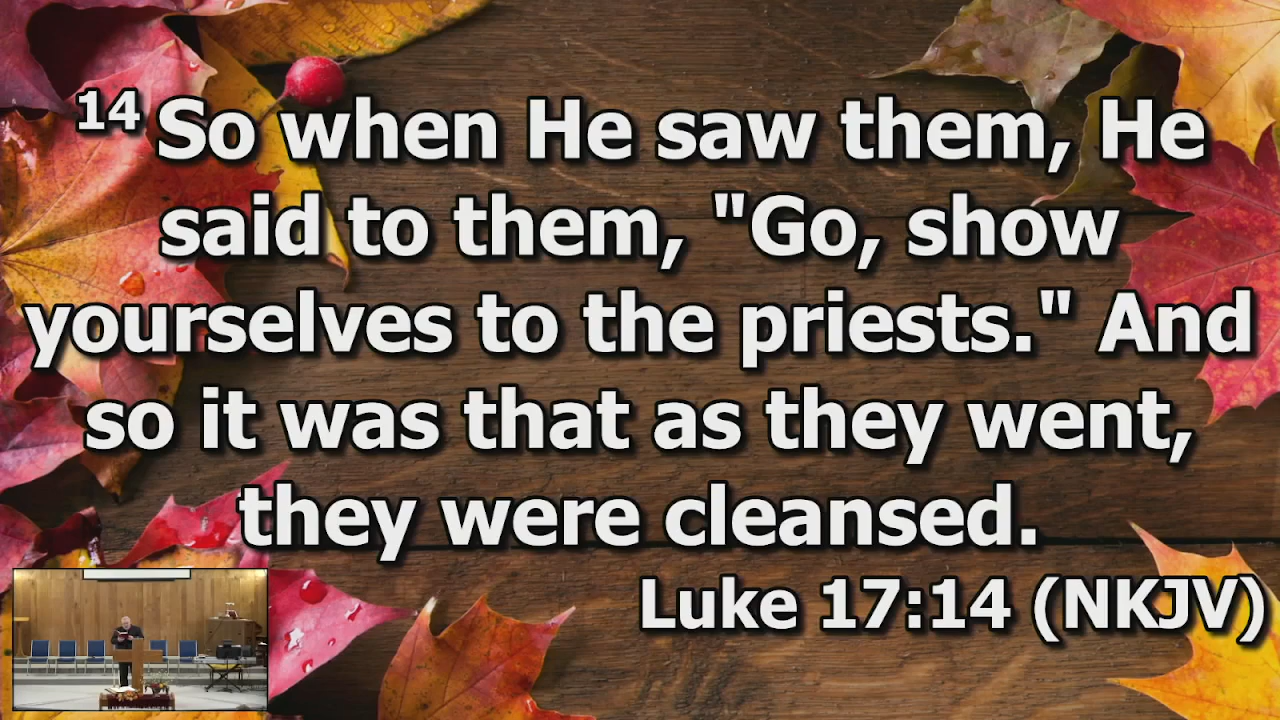 14 So when He saw them, He
said to them, "Go, show
yourselves to the priests." And
so it was that as they went,
they were cleansed.
Luke 17:14 (NKJV)